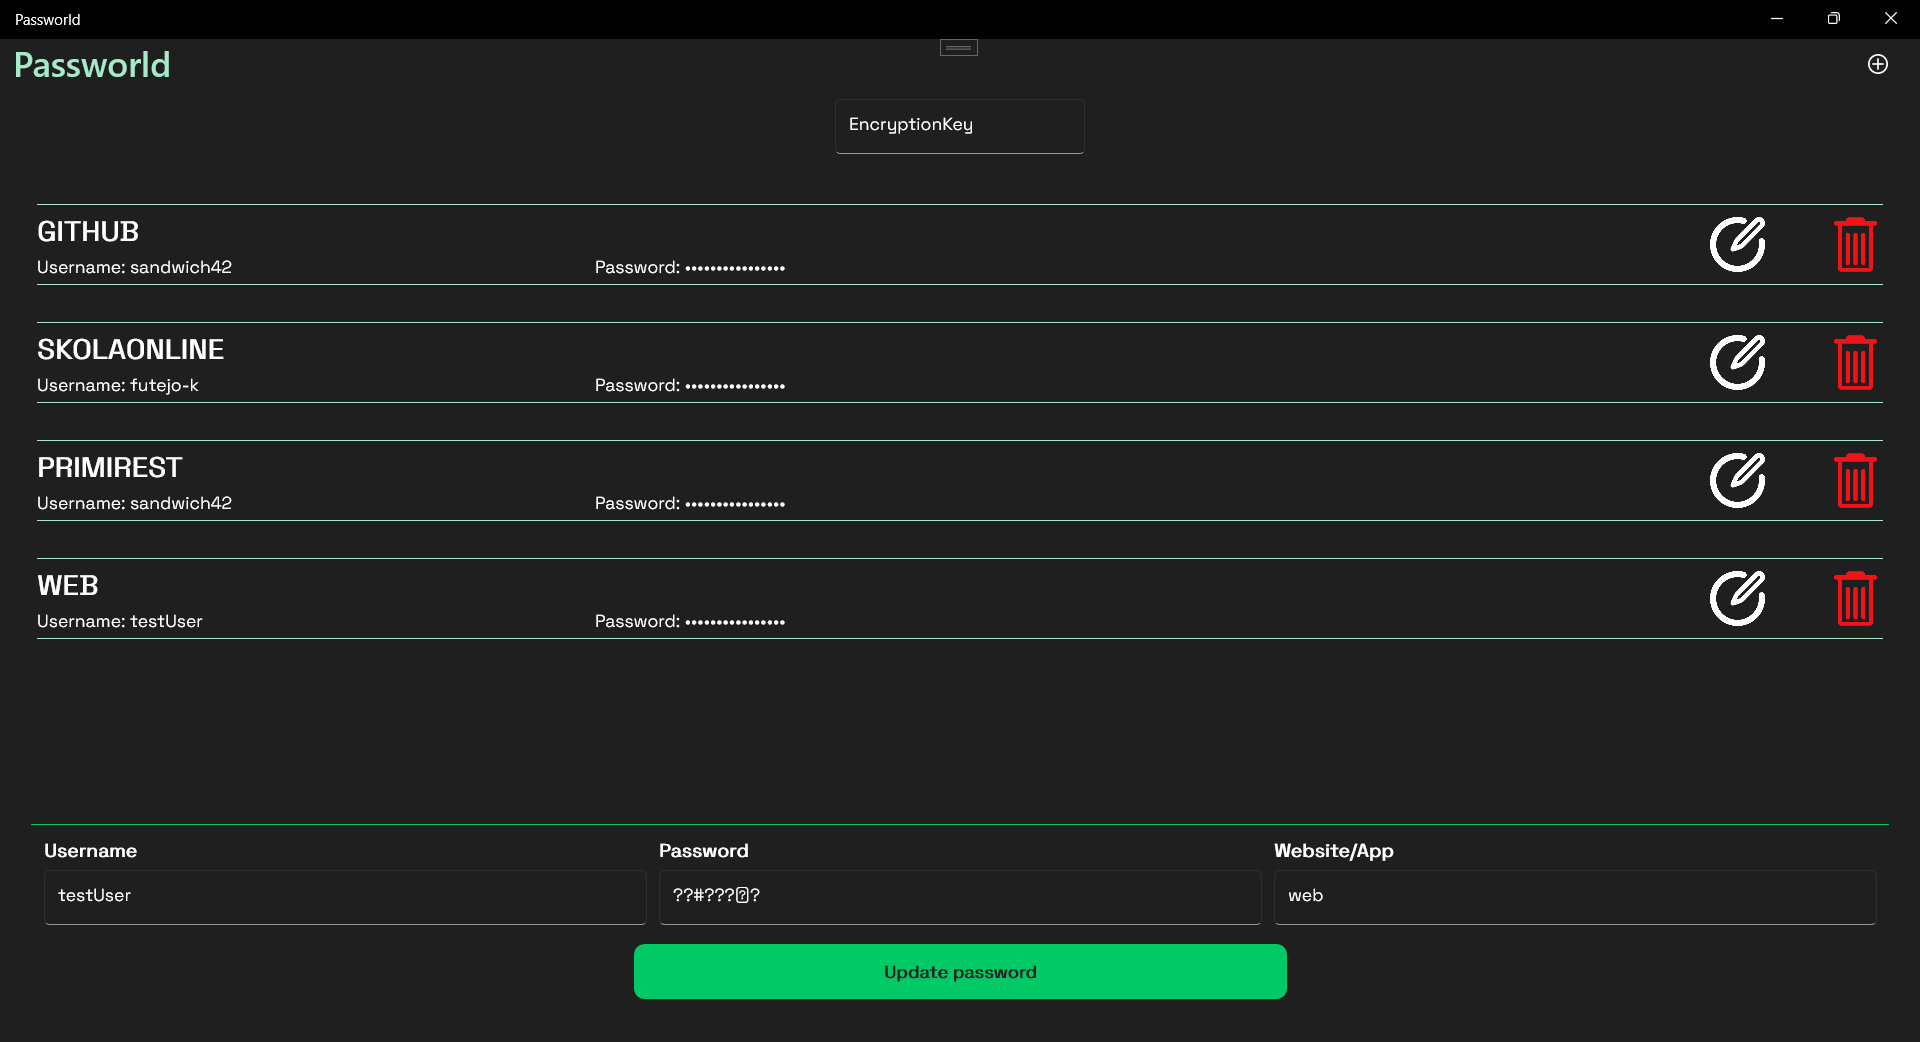 Passworld
Passworld
EncryptionKey
GITHUB
Username: sandwich42 Password: ••••••••••••••••
SKOLAONLINE
Username: futejo-k Password: ••••••••••••••••
PRIMIREST
Username: sandwich42 Password: ••••••••••••••••
WEB
Username: testUser Password: ••••••••••••••••
Username Password Website/App
testUser ??#???⍰? web
Update password